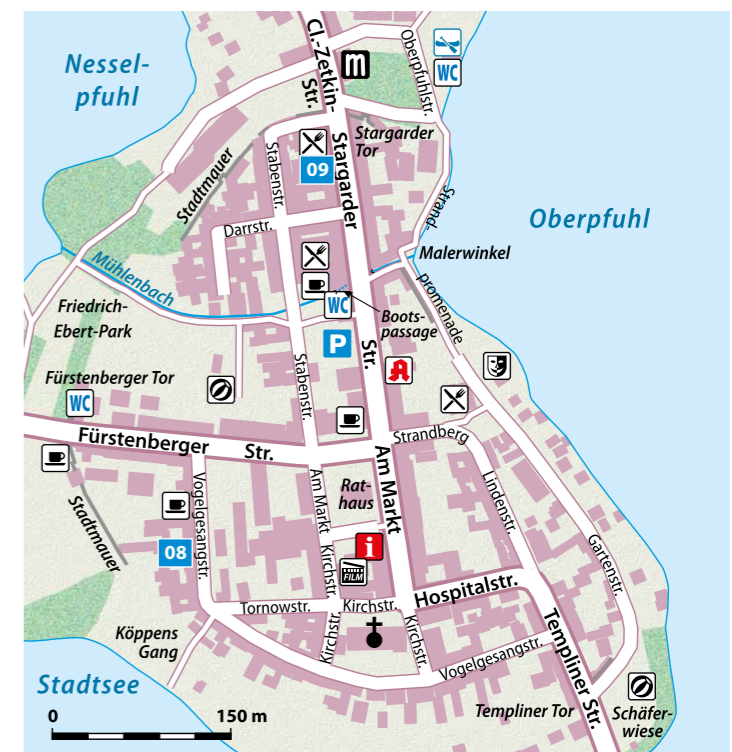 Nessel-
pfuhl
Cl.-Zetkin-
Str.
m
Oberpfuhlstr.
WC
Stargarder
Tor
Stadtmauer
Stabenstr.
09
Stargarder
Str.
Strand-
promenade
Oberpfuhl
Darrstr.
Malerwinkel
Mühlenbach
WC
Boots-
passage
Friedrich-
Ebert-Park
P
Stabenstr.
A
Fürstenberger Tor
WC
Fürstenberger
Str.
Strandberg
Am Markt
Rat-
haus
Am Markt
Lindenstr.
Stadtmauer
Vogelgesangstr.
08
i
FILM
Kirchstr.
Gartenstr.
Hospitalstr.
Tornowstr.
Kirchstr.
Köppens
Gang
Kirchstr.
Kirchstr.
Vogelgesangstr.
Templiner Str.
Stadtsee
0
150 m
Templiner Tor
Schäfer-
wiese